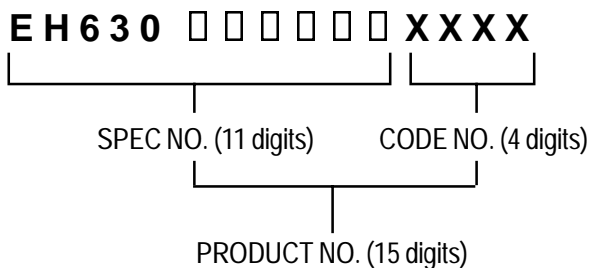 EH630 □□□□□□ XXXX
SPEC NO. (11 digits) CODE NO. (4 digits)
PRODUCT NO. (15 digits)